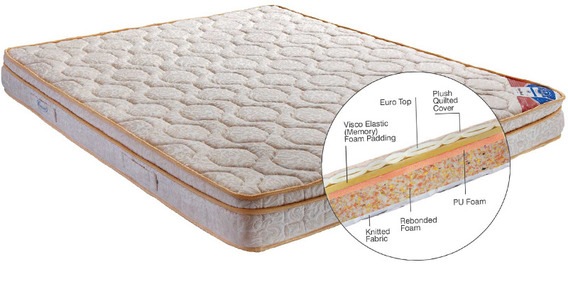 Plush
Quilted
Cover
Euro Top
Visco Elastic
(Memory)
Foam Padding
PU Foam
Rebonded
Foam
Knitted
Fabric